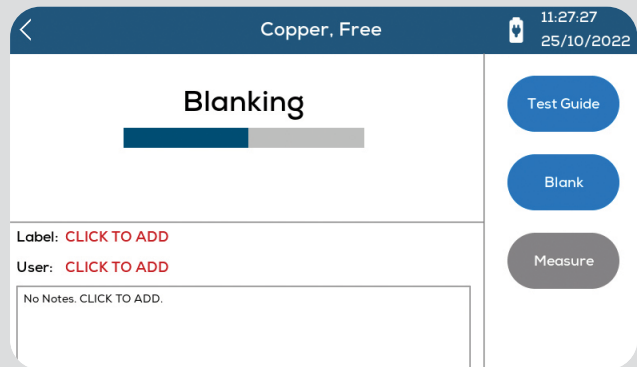 Copper, Free
11:27:27
25/10/2022
Blanking
Test Guide
Blank
Measure
Label: CLICK TO ADD
User: CLICK TO ADD
No Notes. CLICK TO ADD.